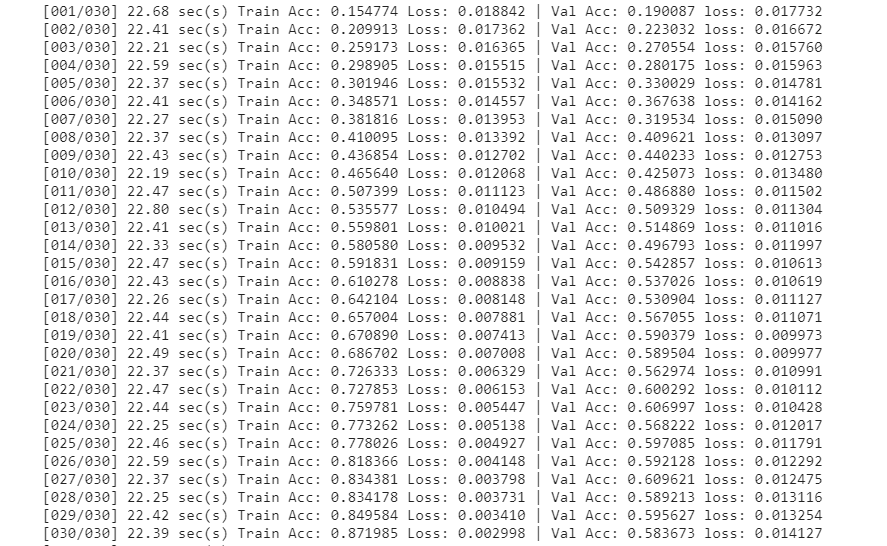 [001/030] 22.68 sec(s) Train Acc: 0.154774 Loss: 0.018842 | Val Acc: 0.190087 loss: 0.017732
[002/030] 22.41 sec(s) Train Acc: 0.209913 Loss: 0.017362 | Val Acc: 0.223032 loss: 0.016672
[003/030] 22.21 sec(s) Train Acc: 0.259173 Loss: 0.016365 | Val Acc: 0.270554 loss: 0.015760
[004/030] 22.59 sec(s) Train Acc: 0.298905 Loss: 0.015515 | Val Acc: 0.280175 loss: 0.015963
[005/030] 22.37 sec(s) Train Acc: 0.301946 Loss: 0.015532 | Val Acc: 0.330029 loss: 0.014781
[006/030] 22.41 sec(s) Train Acc: 0.348571 Loss: 0.014557 | Val Acc: 0.367638 loss: 0.014162
[007/030] 22.27 sec(s) Train Acc: 0.381816 Loss: 0.013953 | Val Acc: 0.319534 loss: 0.015090
[008/030] 22.37 sec(s) Train Acc: 0.410095 Loss: 0.013392 | Val Acc: 0.409621 loss: 0.013097
[009/030] 22.43 sec(s) Train Acc: 0.436854 Loss: 0.012702 | Val Acc: 0.440233 loss: 0.012753
[010/030] 22.19 sec(s) Train Acc: 0.465640 Loss: 0.012068 | Val Acc: 0.425073 loss: 0.013480
[011/030] 22.47 sec(s) Train Acc: 0.507399 Loss: 0.011123 | Val Acc: 0.486880 loss: 0.011502
[012/030] 22.80 sec(s) Train Acc: 0.535577 Loss: 0.010494 | Val Acc: 0.509329 loss: 0.011304
[013/030] 22.41 sec(s) Train Acc: 0.559801 Loss: 0.010021 | Val Acc: 0.514869 loss: 0.011016
[014/030] 22.33 sec(s) Train Acc: 0.580580 Loss: 0.009532 | Val Acc: 0.496793 loss: 0.011997
[015/030] 22.47 sec(s) Train Acc: 0.591831 Loss: 0.009159 | Val Acc: 0.542857 loss: 0.010613
[016/030] 22.43 sec(s) Train Acc: 0.610278 Loss: 0.008838 | Val Acc: 0.537026 loss: 0.010619
[017/030] 22.26 sec(s) Train Acc: 0.642104 Loss: 0.008148 | Val Acc: 0.530904 loss: 0.011127
[018/030] 22.44 sec(s) Train Acc: 0.657004 Loss: 0.007881 | Val Acc: 0.567055 loss: 0.011071
[019/030] 22.41 sec(s) Train Acc: 0.670890 Loss: 0.007413 | Val Acc: 0.590379 loss: 0.009973
[020/030] 22.49 sec(s) Train Acc: 0.686702 Loss: 0.007008 | Val Acc: 0.589504 loss: 0.009977
[021/030] 22.37 sec(s) Train Acc: 0.726333 Loss: 0.006329 | Val Acc: 0.562974 loss: 0.010991
[022/030] 22.47 sec(s) Train Acc: 0.727853 Loss: 0.006153 | Val Acc: 0.600292 loss: 0.010112
[023/030] 22.44 sec(s) Train Acc: 0.759781 Loss: 0.005447 | Val Acc: 0.606997 loss: 0.010428
[024/030] 22.25 sec(s) Train Acc: 0.773262 Loss: 0.005138 | Val Acc: 0.568222 loss: 0.012017
[025/030] 22.46 sec(s) Train Acc: 0.778026 Loss: 0.004927 | Val Acc: 0.597085 loss: 0.011791
[026/030] 22.59 sec(s) Train Acc: 0.818366 Loss: 0.004148 | Val Acc: 0.592128 loss: 0.012292
[027/030] 22.37 sec(s) Train Acc: 0.834381 Loss: 0.003798 | Val Acc: 0.609621 loss: 0.012475
[028/030] 22.25 sec(s) Train Acc: 0.834178 Loss: 0.003731 | Val Acc: 0.589213 loss: 0.013116
[029/030] 22.42 sec(s) Train Acc: 0.849584 Loss: 0.003410 | Val Acc: 0.595627 loss: 0.013254
[030/030] 22.39 sec(s) Train Acc: 0.871985 Loss: 0.002998 | Val Acc: 0.583673 loss: 0.014127